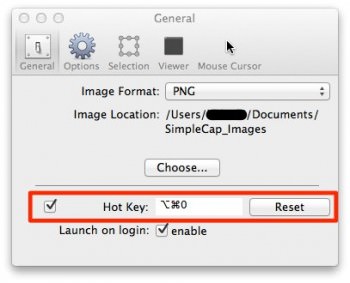 General
General Options Selection Viewer Mouse Cursor
Image Format: PNG
Image Location: /Users/ /Documents/
SimpleCap_Images
Choose...
Hot Key: ⌥⌘0 Reset
Launch on login: enable